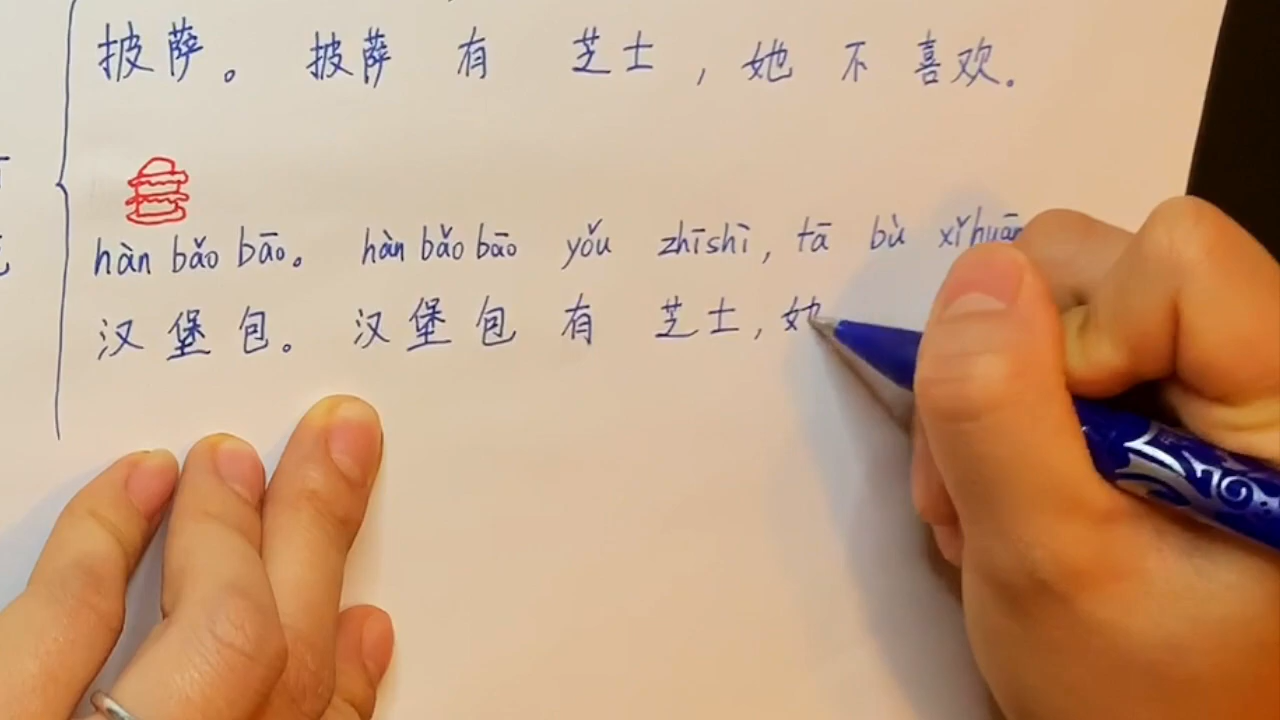 披萨。 披萨 有 芝士, 她 不 喜欢.
hàn bǎo bāo。 hàn bǎo bāo yǒu zhīshì, tā bù xǐhuān
汉 堡 包。 汉 堡 包 有 芝士, 她